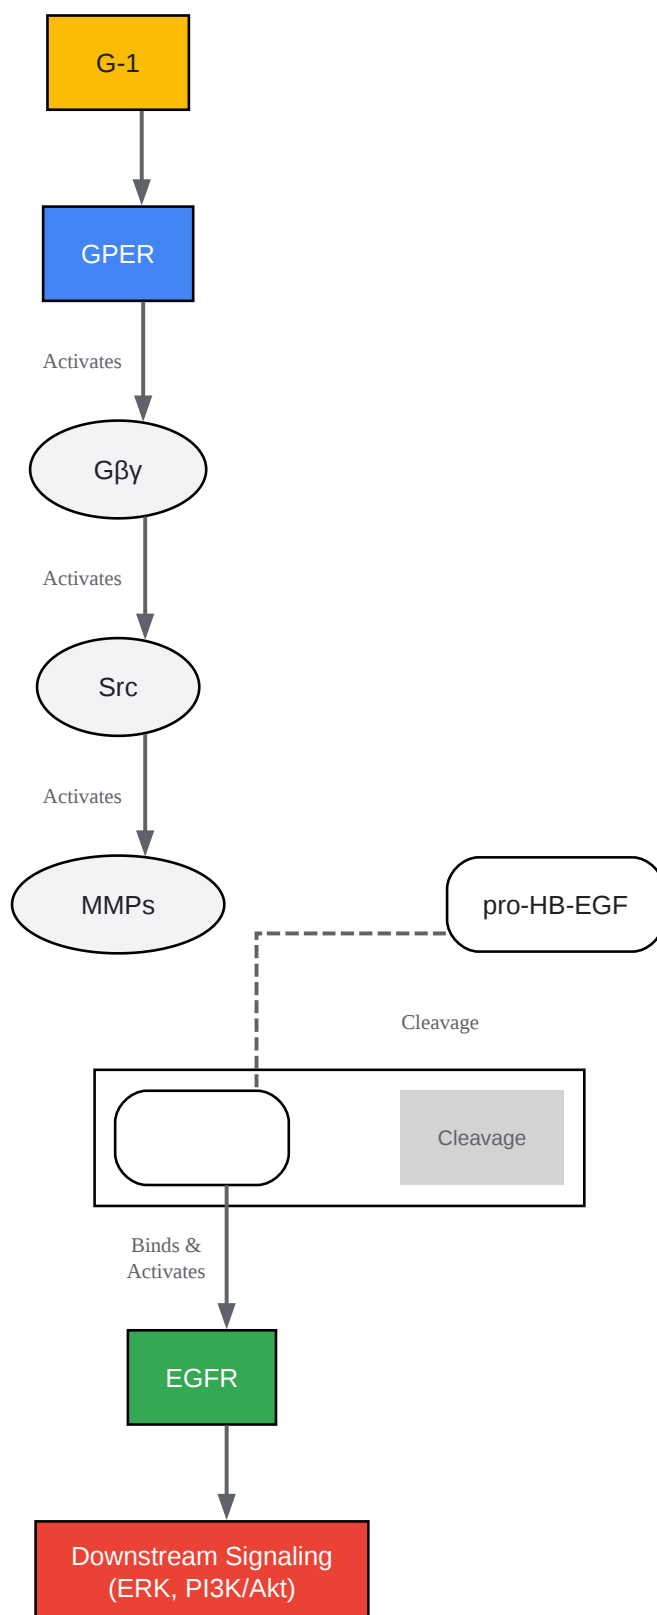 G-1
GPER
Activates
Gβγ
Activates
Src
Activates
MMPs
pro-HB-EGF
Cleavage
Cleavage
Binds &
Activates
EGFR
Downstream Signaling
(ERK, PI3K/Akt)